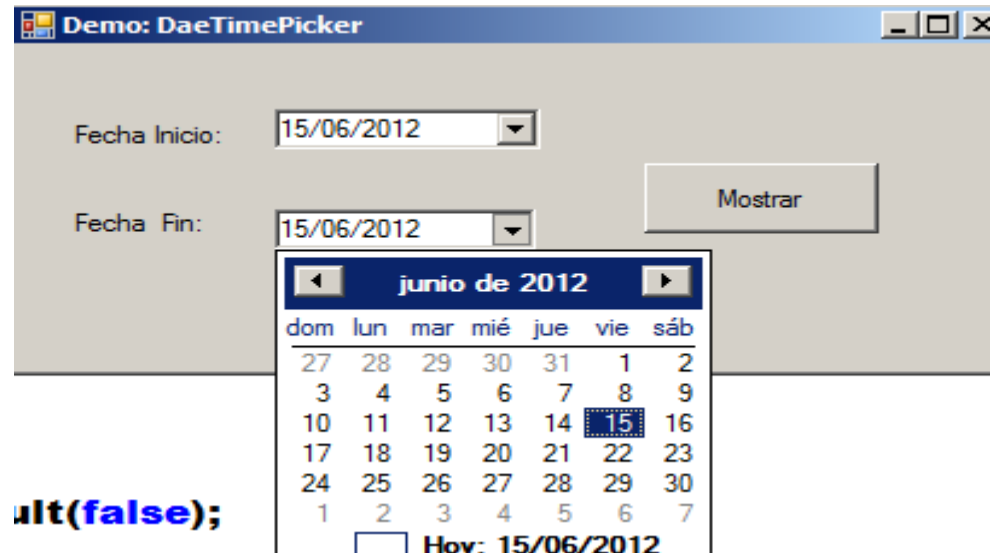 Demo: DaeTimePicker
Fecha Inicio: 15/06/2012
Mostrar
Fecha Fin: 15/06/2012
junio de 2012
dom lun mar mié jue vie sáb
27 28 29 30 31 1 2
3 4 5 6 7 8 9
10 11 12 13 14 15 16
17 18 19 20 21 22 23
24 25 26 27 28 29 30
1 2 3 4 5 6 7
Hoy: 15/06/2012
ult(false);